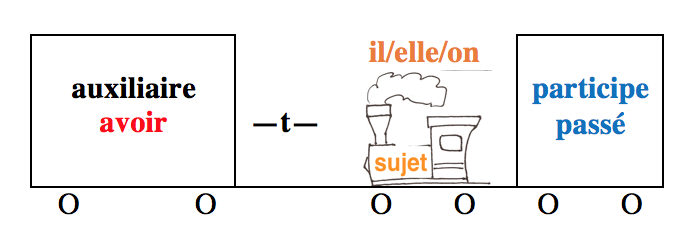 il/elle/on
auxiliaire
avoir
–t–
sujet
participe
passé
O O O O O O